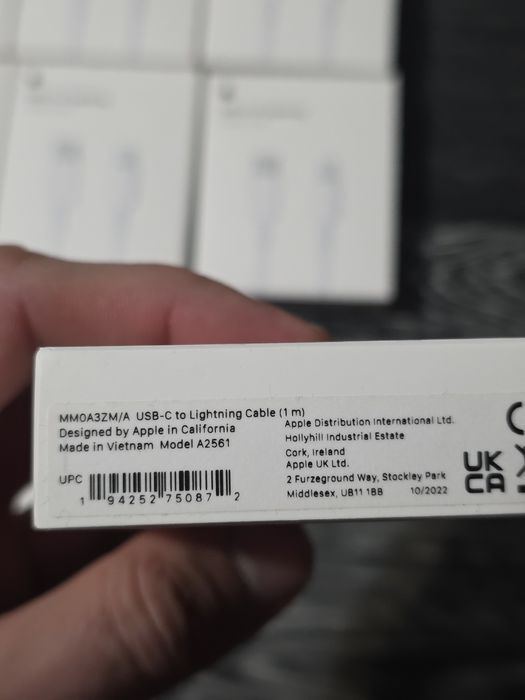 MM0A3ZM/A USB-C to Lightning Cable (1 m)
Designed by Apple in California
Made in Vietnam Model A2561
UPC
1 94252 75087 2
Apple Distribution International Ltd.
Hollyhill Industrial Estate
Cork, Ireland
Apple UK Ltd.
2 Furzeground Way, Stockley Park
Middlesex, UB11 1BB 10/2022
UK
CA